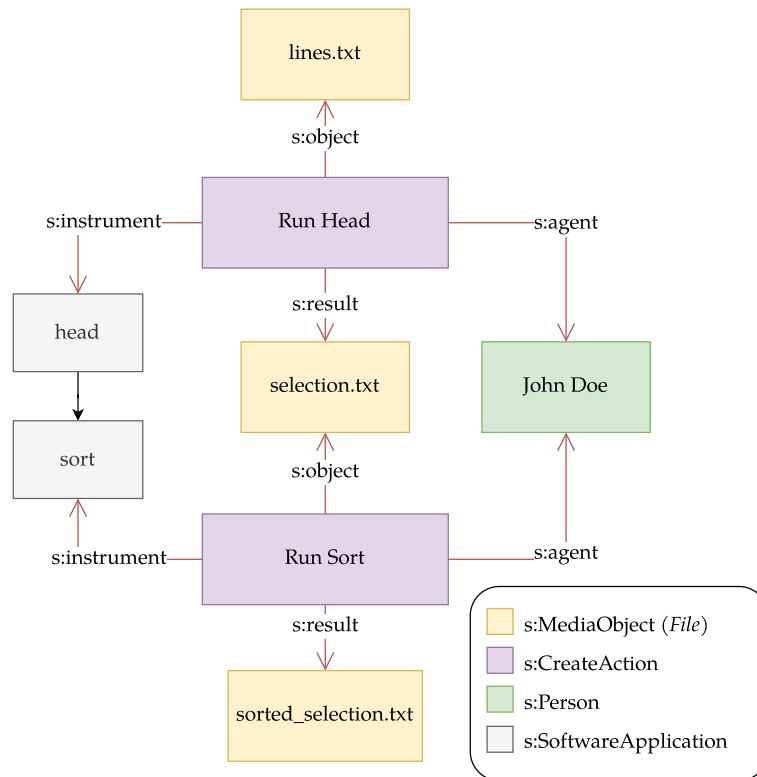 lines.txt
s:object
Run Head
s:instrument
s:agent
s:result
head
selection.txt
John Doe
sort
s:object
Run Sort
s:instrument
s:agent
s:result
sorted_selection.txt
s:MediaObject (File)
s:CreateAction
s:Person
s:SoftwareApplication